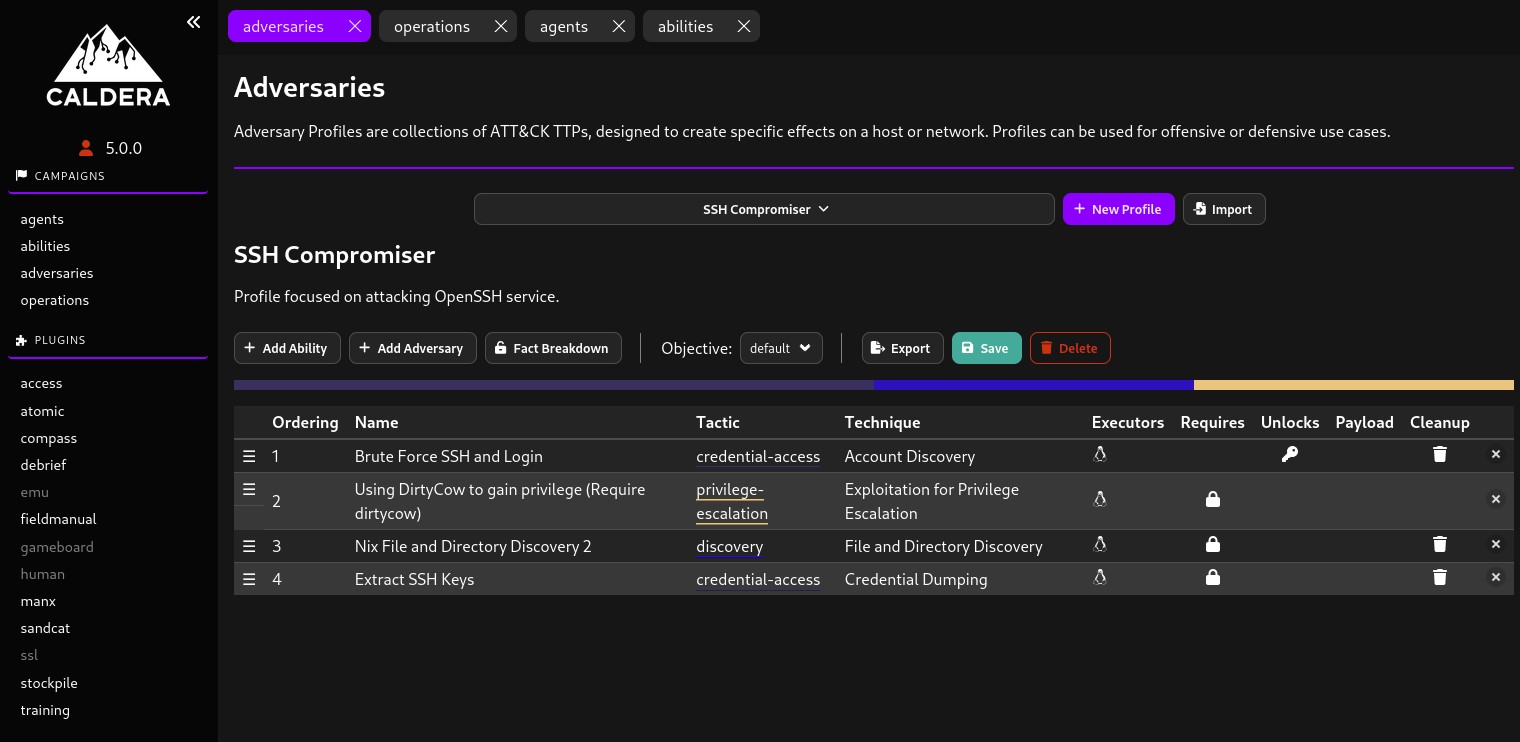 adversaries
operations
agents
abilities
CALDERA
5.0.0
CAMPAIGNS
agents
abilities
adversaries
operations
PLUGINS
access
atomic
compass
debrief
emu
fieldmanual
gameboard
human
manx
sandcat
ssl
stockpile
training
Adversaries
Adversary Profiles are collections of ATT&CK TTPs, designed to create specific effects on a host or network. Profiles can be used for offensive or defensive use cases.
SSH Compromiser
New Profile
Import
SSH Compromiser
Profile focused on attacking OpenSSH service.
Add Ability
Add Adversary
Fact Breakdown
Objective:
default
Export
Save
Delete
Ordering Name Tactic Technique Executors Requires Unlocks Payload Cleanup
1 Brute Force SSH and Login credential-access Account Discovery
2 Using DirtyCow to gain privilege (Require privilege- Exploitation for Privilege
dirtycow) escalation Escalation
3 Nix File and Directory Discovery 2 discovery File and Directory Discovery
4 Extract SSH Keys credential-access Credential Dumping